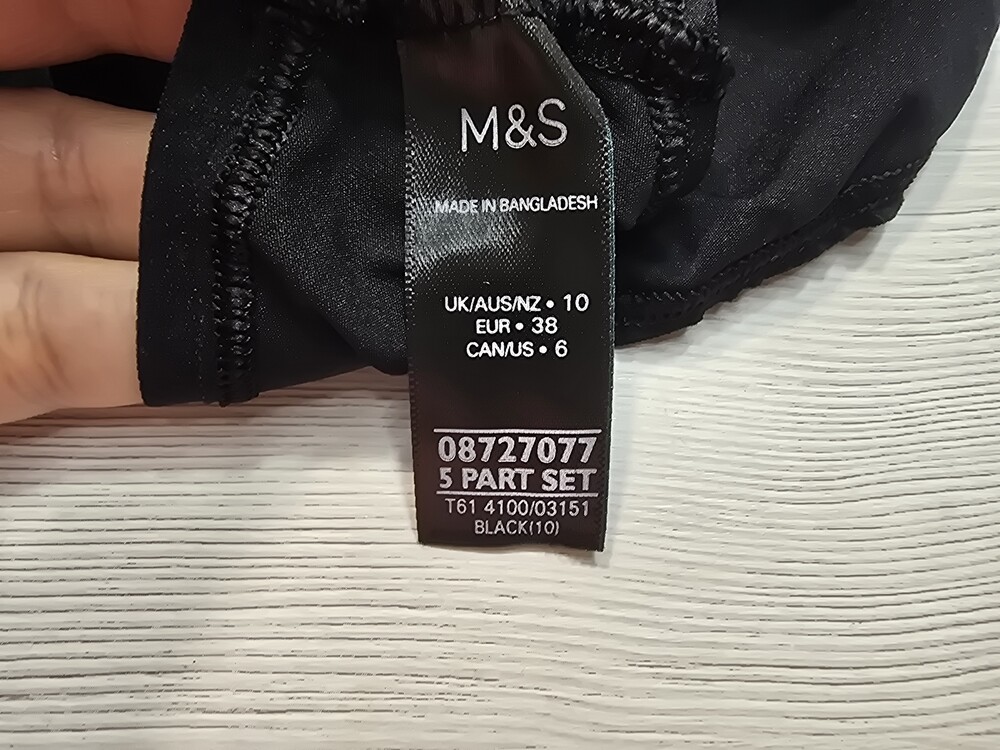 M&S
MADE IN BANGLADESH
UK/AUS/NZ • 10
EUR • 38
CAN/US • 6
08727077
5 PART SET
T61 4100/03151
BLACK(10)